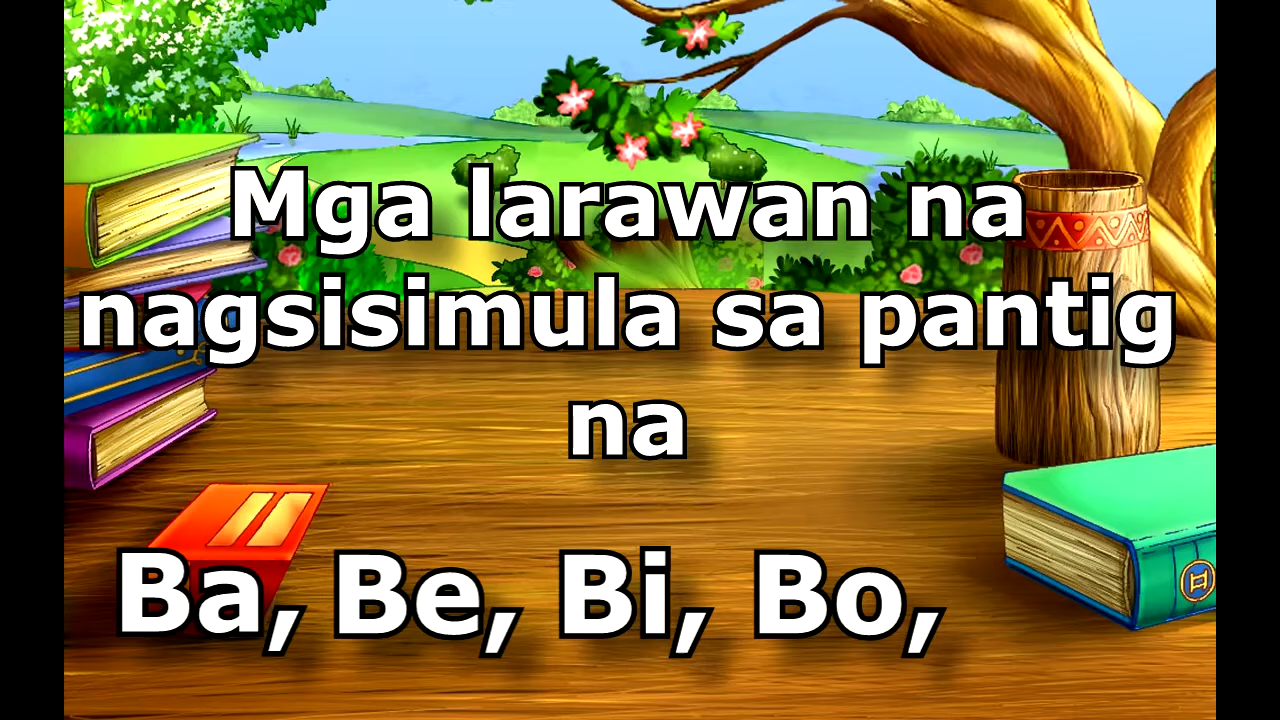 Mga larawan na
nagsisimula sa pantig
na
Ba, Be, Bi, Bo,